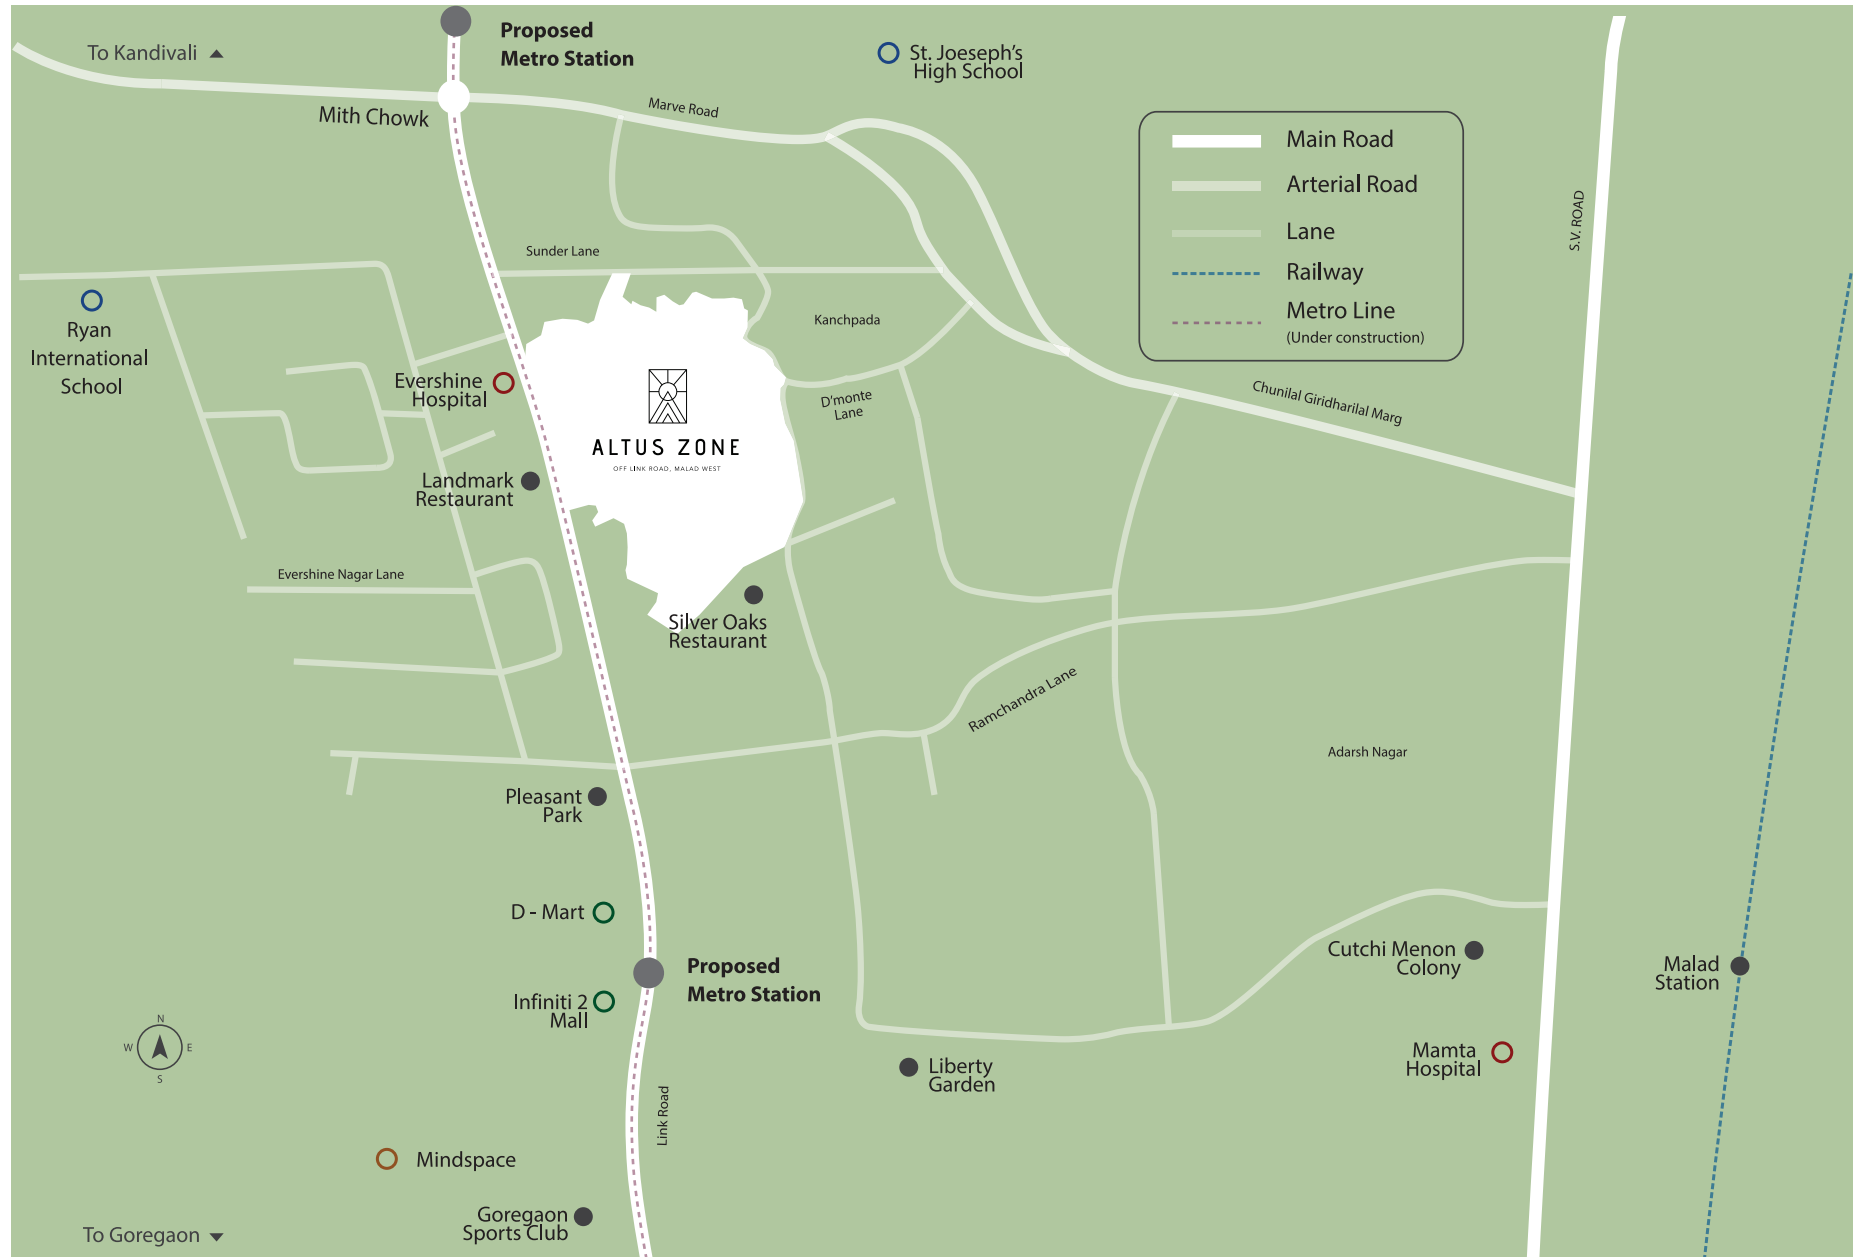 Proposed
Metro Station
To Kandivali
St. Joeseph's
High School
Mith Chowk
Marve Road
Main Road
Arterial Road
Lane
Railway
Metro Line
(Under construction)
S.V. ROAD
Sunder Lane
Ryan
International
School
Kanchpada
Evershine
Hospital
D'monte
Lane
Chunilal Giridharilal Marg
ALTUS ZONE
OFF LINK ROAD, MALAD WEST
Landmark
Restaurant
Evershine Nagar Lane
Silver Oaks
Restaurant
Ramchandra Lane
Adarsh Nagar
Pleasant
Park
D - Mart
Proposed
Metro Station
Infiniti 2
Mall
Cutchi Menon
Colony
Malad
Station
N
W
E
S
Liberty
Garden
Mamta
Hospital
Link Road
Mindspace
Goregaon
Sports Club
To Goregaon